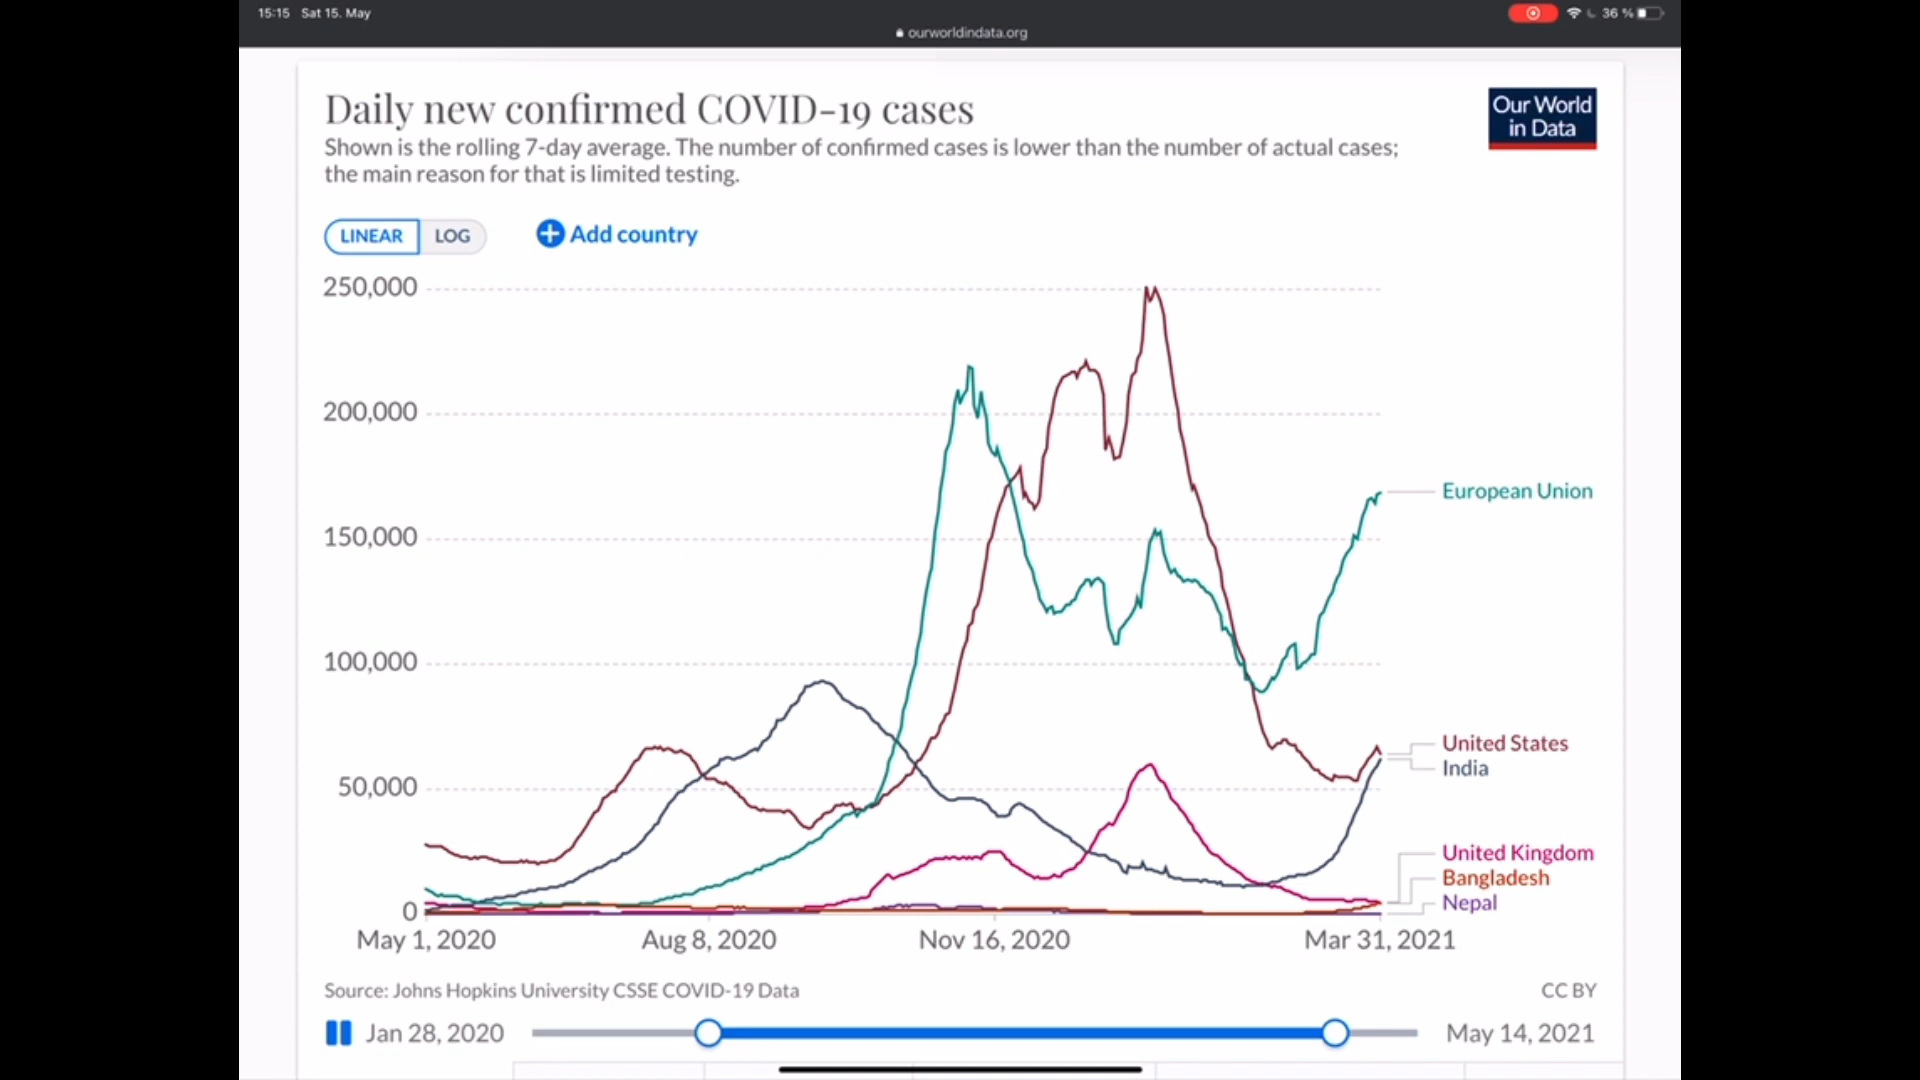 15:15 Sat 15. May
36 %
ourworldindata.org
Daily new confirmed COVID-19 cases
Shown is the rolling 7-day average. The number of confirmed cases is lower than the number of actual cases;
the main reason for that is limited testing.
Our World
in Data
LINEAR LOG
Add country
250,000
200,000
150,000
100,000
50,000
0
European Union
United States
India
United Kingdom
Bangladesh
Nepal
May 1, 2020 Aug 8, 2020 Nov 16, 2020 Mar 31, 2021
Source: Johns Hopkins University CSSE COVID-19 Data CC BY
Jan 28, 2020 May 14, 2021